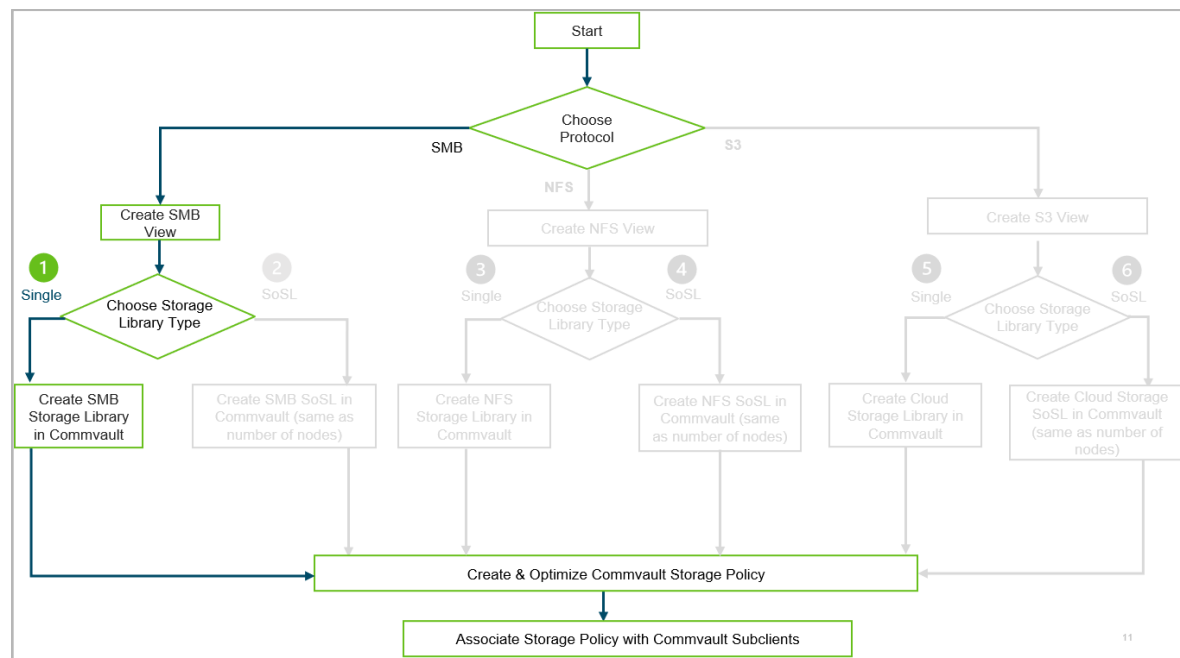 Start
Choose
Protocol
SMB
S3
NFS
Create SMB
View
Create NFS View
Create S3 View
1
Single
2
SoSL
Choose Storage
Library Type
3
Single
4
SoSL
Choose Storage
Library Type
5
Single
6
SoSL
Choose Storage
Library Type
Create SMB
Storage Library
in Commvault
Create SMB SoSL in
Commvault (same as
number of nodes)
Create NFS
Storage Library in
Commvault
Create NFS SoSL in
Commvault (same
as number of nodes)
Create Cloud
Storage Library in
Commvault
Create Cloud Storage
SoSL in Commvault
(same as number of
nodes)
Create & Optimize Commvault Storage Policy
Associate Storage Policy with Commvault Subclients
11